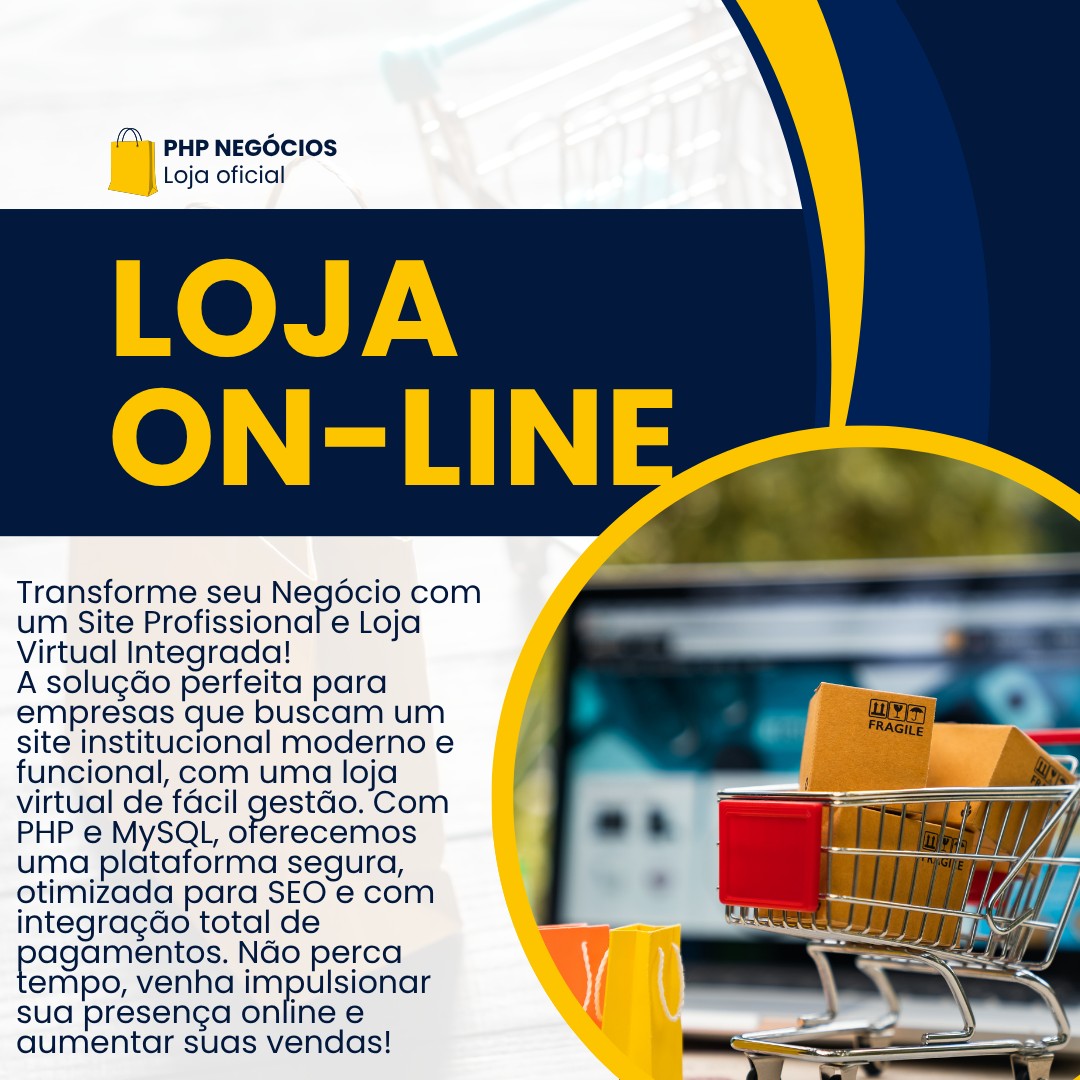 PHP NEGÓCIOS
Loja oficial
LOJA
ON-LINE
Transforme seu Negócio com
um Site Profissional e Loja
Virtual Integrada!
A solução perfeita para
empresas que buscam um
site institucional moderno e
funcional, com uma loja
virtual de fácil gestão. Com
PHP e MySQL, oferecemos
uma plataforma segura,
otimizada para SEO e com
integração total de
pagamentos. Não perca
tempo, venha impulsionar
sua presença online e
aumentar suas vendas!
FRAGILE
FRAGILE